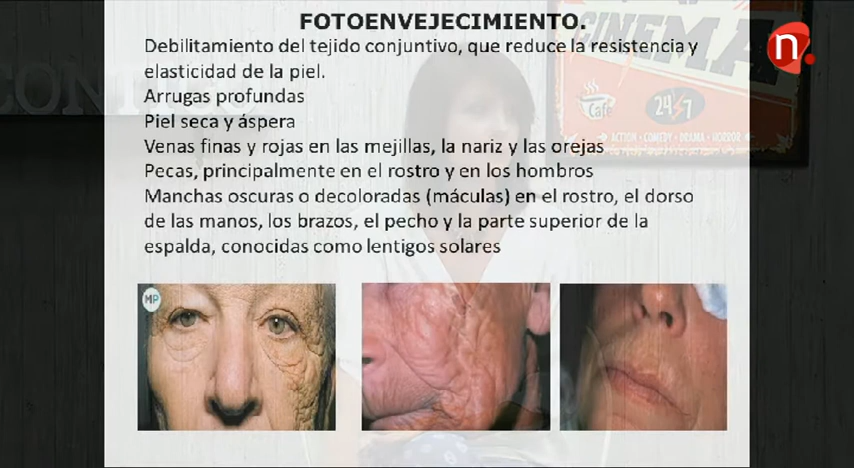 FOTOENVEJECIMIENTO.
Debilitamiento del tejido conjuntivo, que reduce la resistencia y
elasticidad de la piel.
Arrugas profundas
Piel seca y áspera
Venas finas y rojas en las mejillas, la nariz y las orejas
Pecas, principalmente en el rostro y en los hombros
Manchas oscuras o decoloradas (máculas) en el rostro, el dorso
de las manos, los brazos, el pecho y la parte superior de la
espalda, conocidas como lentigos solares
MP
n.
CINEMA
Cafe
24/7
ACTION • COMEDY • DRAMA • HORROR
CONT